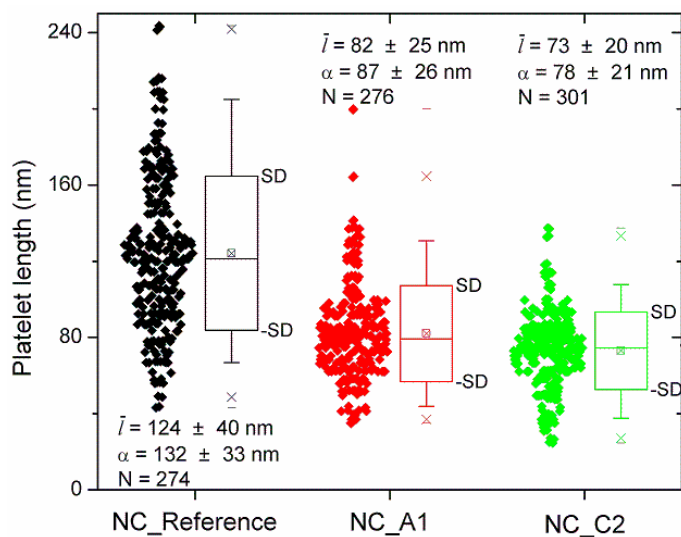 240
160
80
0
Platelet length (nm)
l̄ = 82 ± 25 nm
α = 87 ± 26 nm
N = 276
l̄ = 73 ± 20 nm
α = 78 ± 21 nm
N = 301
SD
-SD
SD
-SD
SD
-SD
l̄ = 124 ± 40 nm
α = 132 ± 33 nm
N = 274
NC_Reference
NC_A1
NC_C2